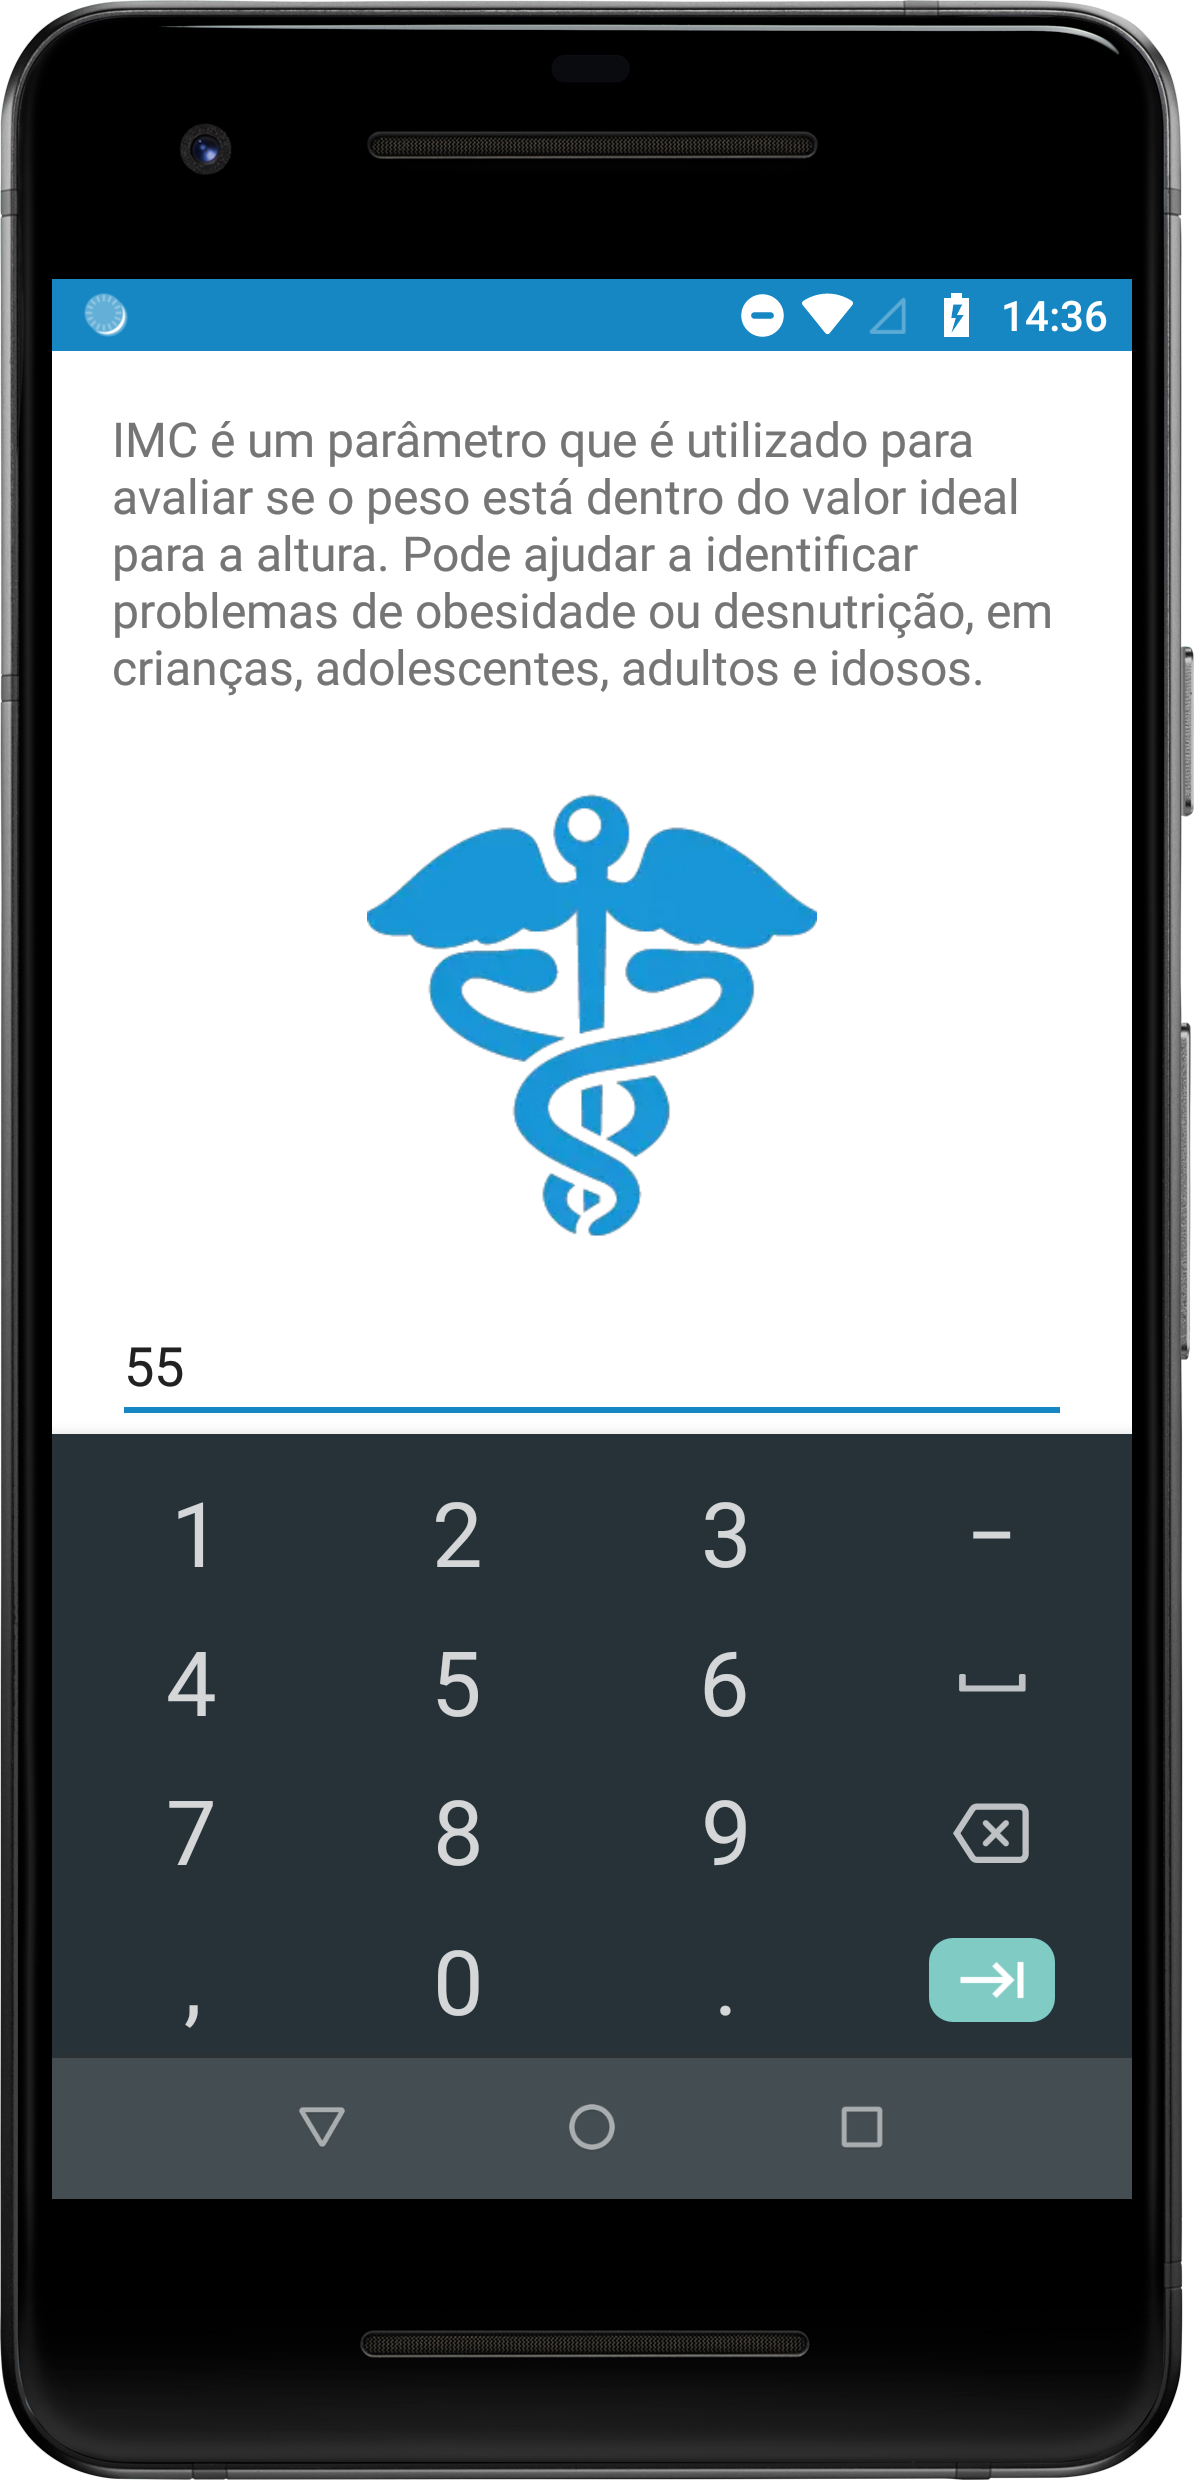 14:36
IMC é um parâmetro que é utilizado para
avaliar se o peso está dentro do valor ideal
para a altura. Pode ajudar a identificar
problemas de obesidade ou desnutrição, em
crianças, adolescentes, adultos e idosos.
55
1 2 3 –
4 5 6
7 8 9
, 0 .